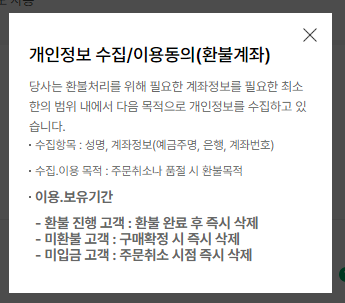 개인정보 수집/이용동의(환불계좌)
당사는 환불처리를 위해 필요한 계좌정보를 필요한 최소
한의 범위 내에서 다음 목적으로 개인정보를 수집하고 있
습니다.
· 수집항목 : 성명, 계좌정보(예금주명, 은행, 계좌번호)
· 수집.이용 목적 : 주문취소나 품절 시 환불목적
· 이용.보유기간
- 환불 진행 고객 : 환불 완료 후 즉시 삭제
- 미환불 고객 : 구매확정 시 즉시 삭제
- 미입금 고객 : 주문취소 시점 즉시 삭제